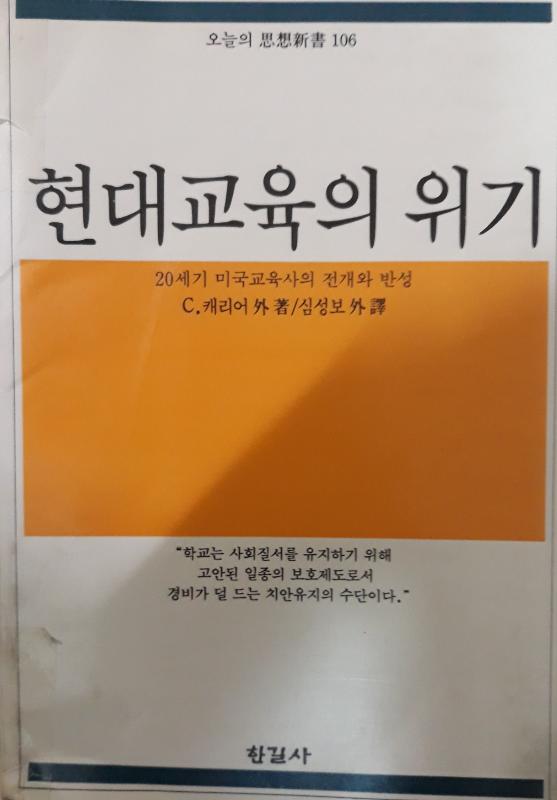 오늘의 思想新書 106
현대교육의 위기
20세기 미국교육사의 전개와 반성
C.캐리어 外 著/심성보 外 譯
“학교는 사회질서를 유지하기 위해
고안된 일종의 보호제도로서
경비가 덜 드는 치안유지의 수단이다.”
한길사